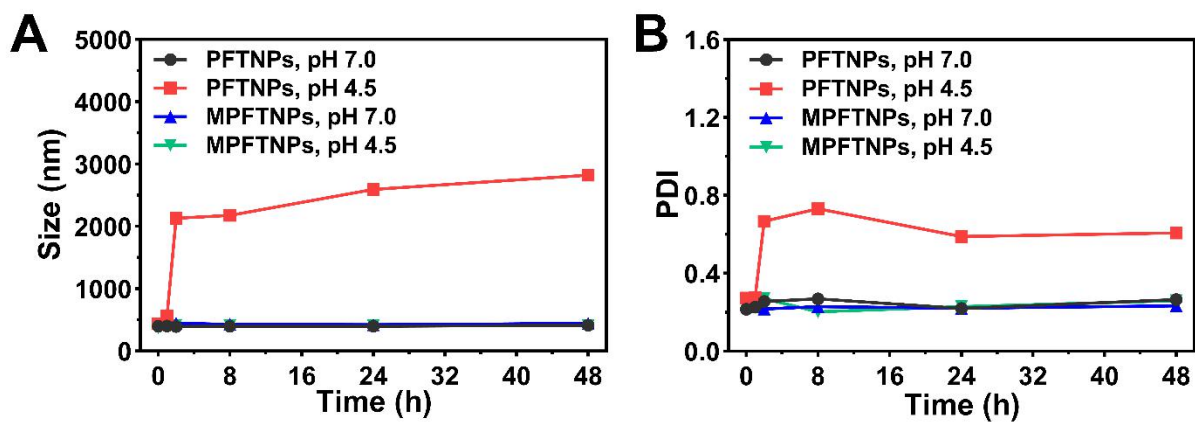 A
Size (nm)
5000
4000
3000
2000
1000
0
PFTNPs, pH 7.0
PFTNPs, pH 4.5
MPFTNPs, pH 7.0
MPFTNPs, pH 4.5
0 8 16 24 32 40 48
Time (h)
B
PDI
1.6
1.2
0.8
0.4
0.0
PFTNPs, pH 7.0
PFTNPs, pH 4.5
MPFTNPs, pH 7.0
MPFTNPs, pH 4.5
0 8 16 24 32 40 48
Time (h)